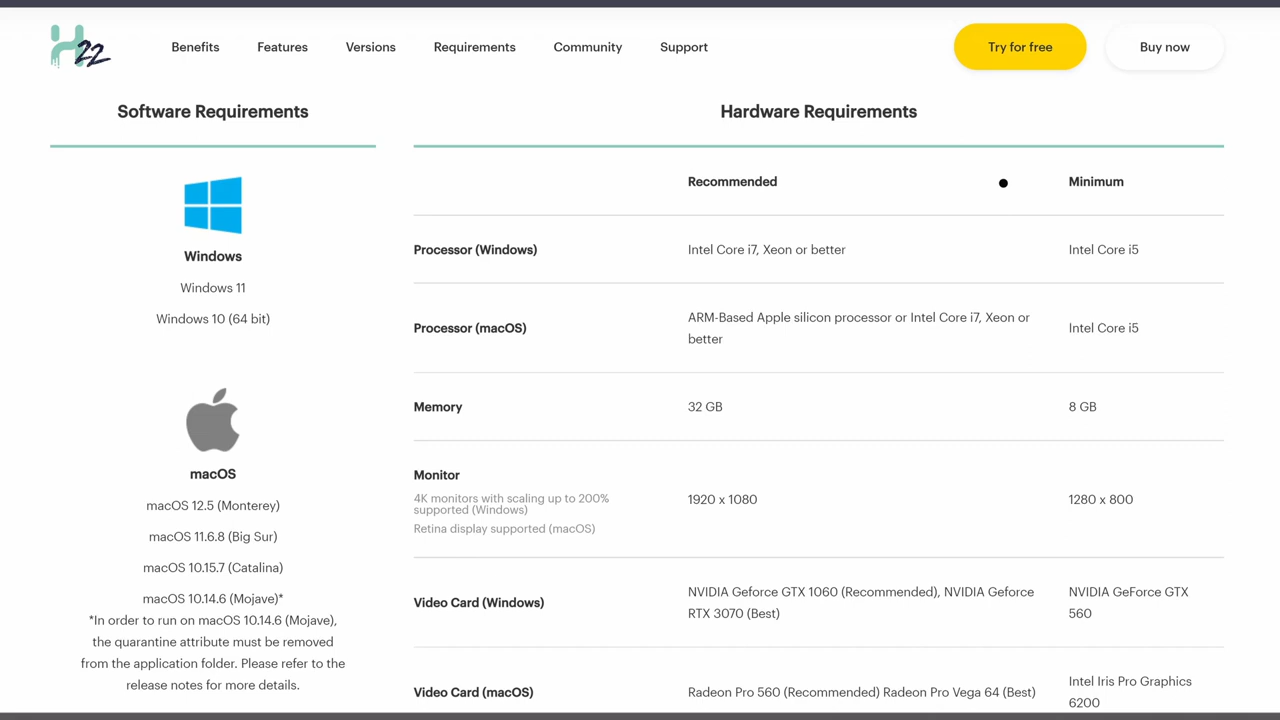 H 22
Benefits
Features
Versions
Requirements
Community
Support
Try for free
Buy now
Software Requirements
Windows
Windows 11
Windows 10 (64 bit)
macOS
macOS 12.5 (Monterey)
macOS 11.6.8 (Big Sur)
macOS 10.15.7 (Catalina)
macOS 10.14.6 (Mojave)*
*In order to run on macOS 10.14.6 (Mojave),
the quarantine attribute must be removed
from the application folder. Please refer to the
release notes for more details.
Hardware Requirements
Recommended
Minimum
Processor (Windows)
Intel Core i7, Xeon or better
Intel Core i5
Processor (macOS)
ARM-Based Apple silicon processor or Intel Core i7, Xeon or
better
Intel Core i5
Memory
32 GB
8 GB
Monitor
4K monitors with scaling up to 200%
supported (Windows)
Retina display supported (macOS)
1920 x 1080
1280 x 800
Video Card (Windows)
NVIDIA Geforce GTX 1060 (Recommended), NVIDIA Geforce
RTX 3070 (Best)
NVIDIA GeForce GTX
560
Video Card (macOS)
Radeon Pro 560 (Recommended) Radeon Pro Vega 64 (Best)
Intel Iris Pro Graphics
6200